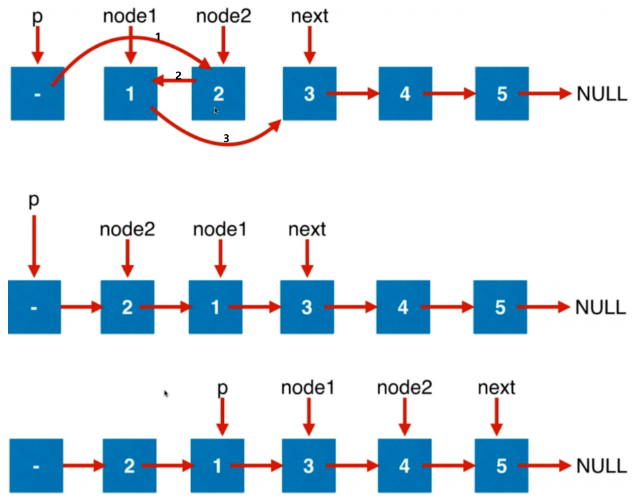 p node1 node2 next
1
2
- 1 2 3 4 5 NULL
3
p
node2 node1 next
- 2 1 3 4 5 NULL
p node1 node2 next
- 2 1 3 4 5 NULL